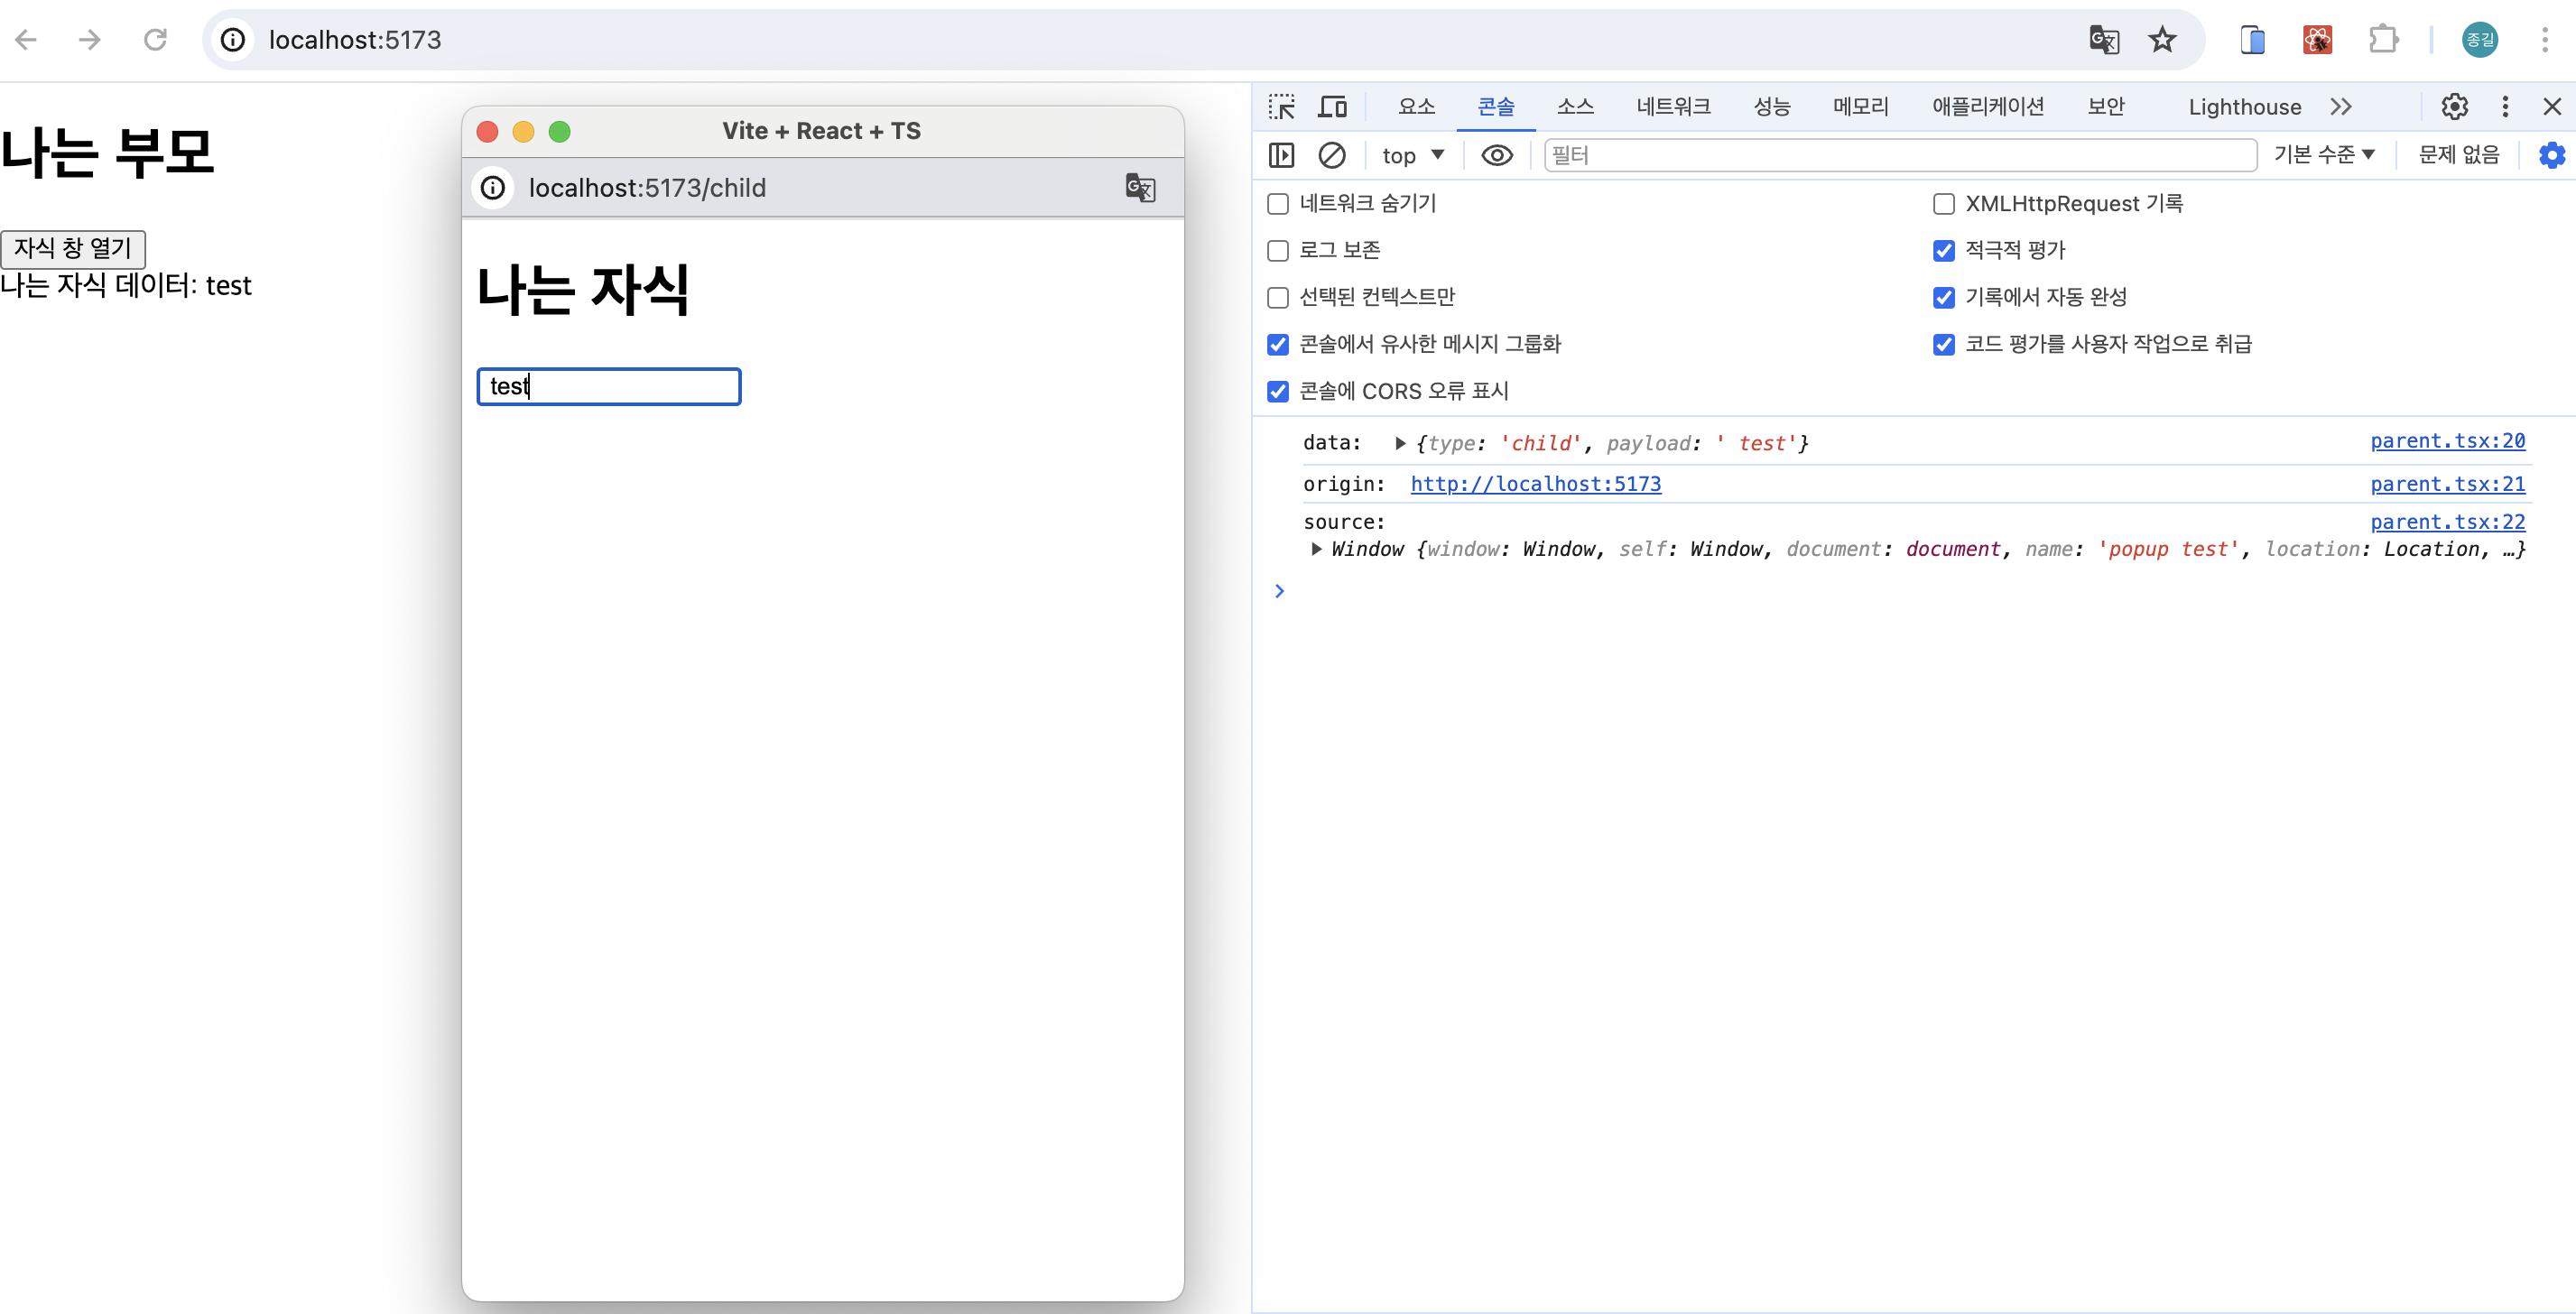 localhost:5173
종길
나는 부모
자식 창 열기
나는 자식 데이터: test
Vite + React + TS
localhost:5173/child
나는 자식
test
요소 콘솔 소스 네트워크 성능 메모리 애플리케이션 보안 Lighthouse
top 필터 기본 수준 문제 없음
네트워크 숨기기 XMLHttpRequest 기록
로그 보존 적극적 평가
선택된 컨텍스트만 기록에서 자동 완성
콘솔에서 유사한 메시지 그룹화 코드 평가를 사용자 작업으로 취급
콘솔에 CORS 오류 표시
data: {type: 'child', payload: ' test'} parent.tsx:20
origin: http://localhost:5173 parent.tsx:21
source: parent.tsx:22
Window {window: Window, self: Window, document: document, name: 'popup test', location: Location, …}